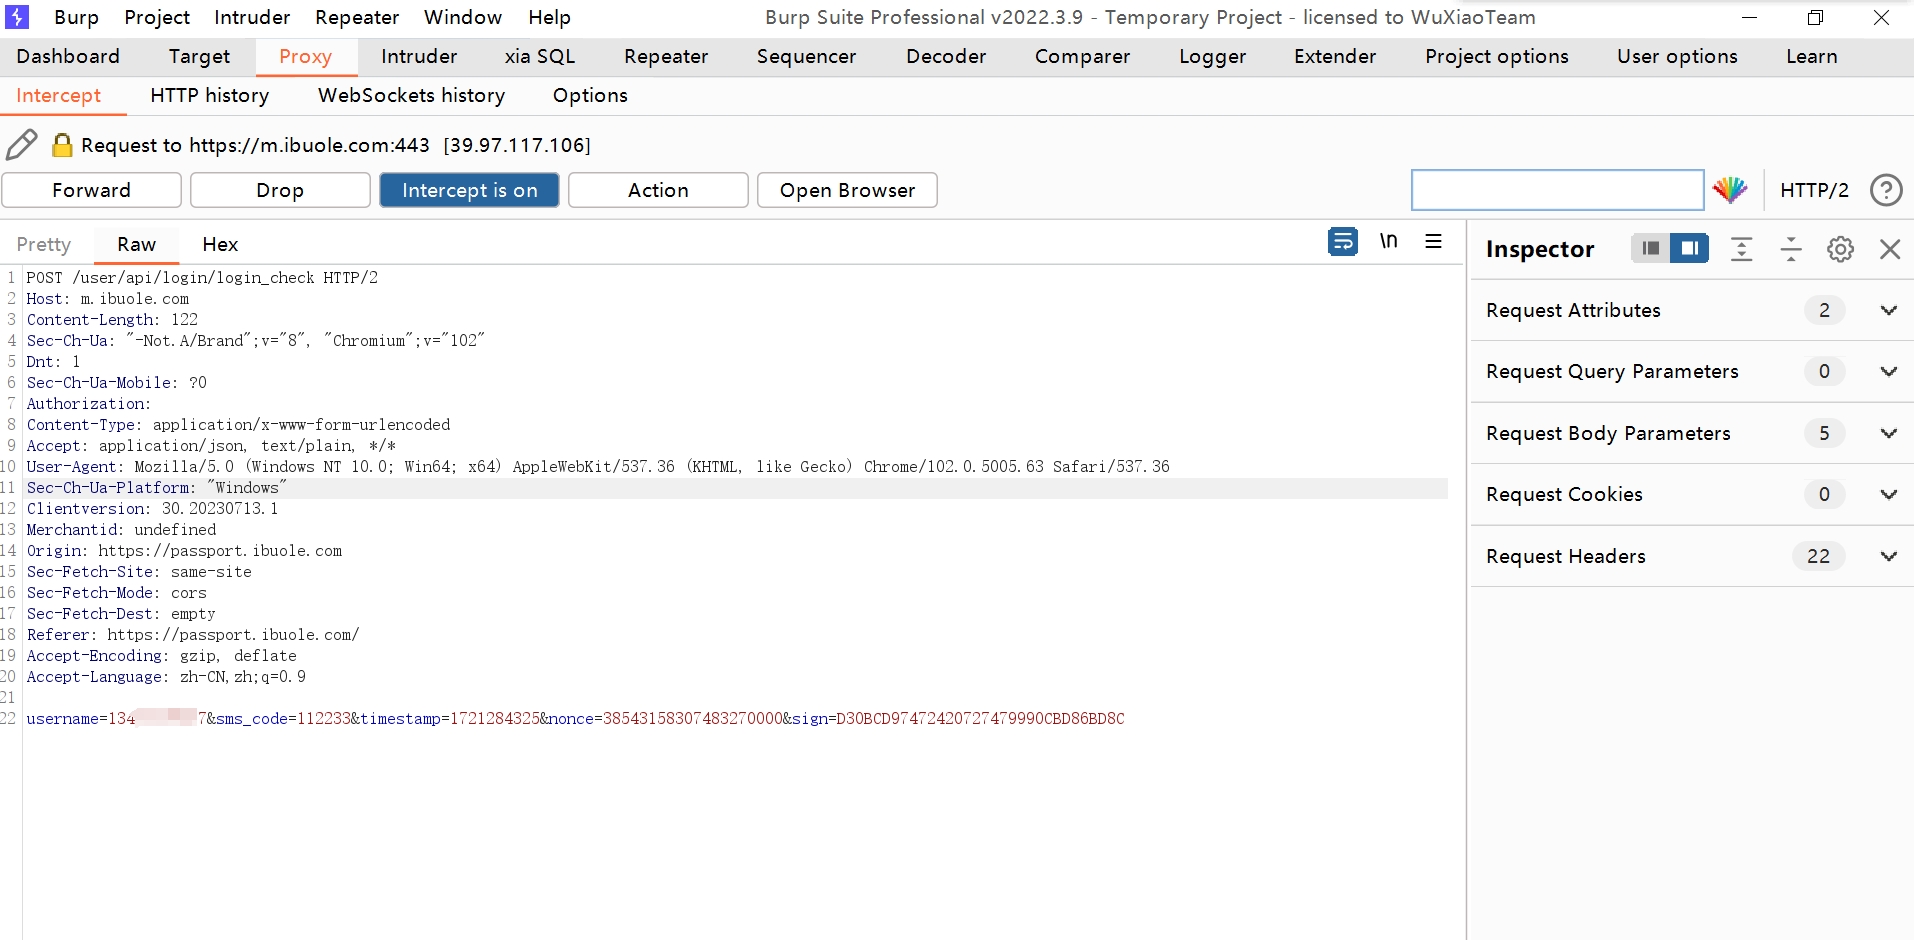 Burp Project Intruder Repeater Window Help Burp Suite Professional v2022.3.9 - Temporary Project - licensed to WuXiaoTeam
Dashboard Target Proxy Intruder xia SQL Repeater Sequencer Decoder Comparer Logger Extender Project options User options Learn
Intercept HTTP history WebSockets history Options
Request to https://m.ibuole.com:443 [39.97.117.106]
Forward Drop Intercept is on Action Open Browser HTTP/2 ?
Pretty Raw Hex \n
1 POST /user/api/login/login_check HTTP/2
2 Host: m.ibuole.com
3 Content-Length: 122
4 Sec-Ch-Ua: "-Not.A/Brand";v="8", "Chromium";v="102"
5 Dnt: 1
6 Sec-Ch-Ua-Mobile: ?0
7 Authorization:
8 Content-Type: application/x-www-form-urlencoded
9 Accept: application/json, text/plain, */*
10 User-Agent: Mozilla/5.0 (Windows NT 10.0; Win64; x64) AppleWebKit/537.36 (KHTML, like Gecko) Chrome/102.0.5005.63 Safari/537.36
11 Sec-Ch-Ua-Platform: "Windows"
12 Clientversion: 30.20230713.1
13 Merchantid: undefined
14 Origin: https://passport.ibuole.com
15 Sec-Fetch-Site: same-site
16 Sec-Fetch-Mode: cors
17 Sec-Fetch-Dest: empty
18 Referer: https://passport.ibuole.com/
19 Accept-Encoding: gzip, deflate
20 Accept-Language: zh-CN,zh;q=0.9
21
22 username=134 7&sms_code=112233&timestamp=1721284325&nonce=38543158307483270000&sign=D30BCD97472420727479990CBD86BD8C
Inspector
Request Attributes 2
Request Query Parameters 0
Request Body Parameters 5
Request Cookies 0
Request Headers 22